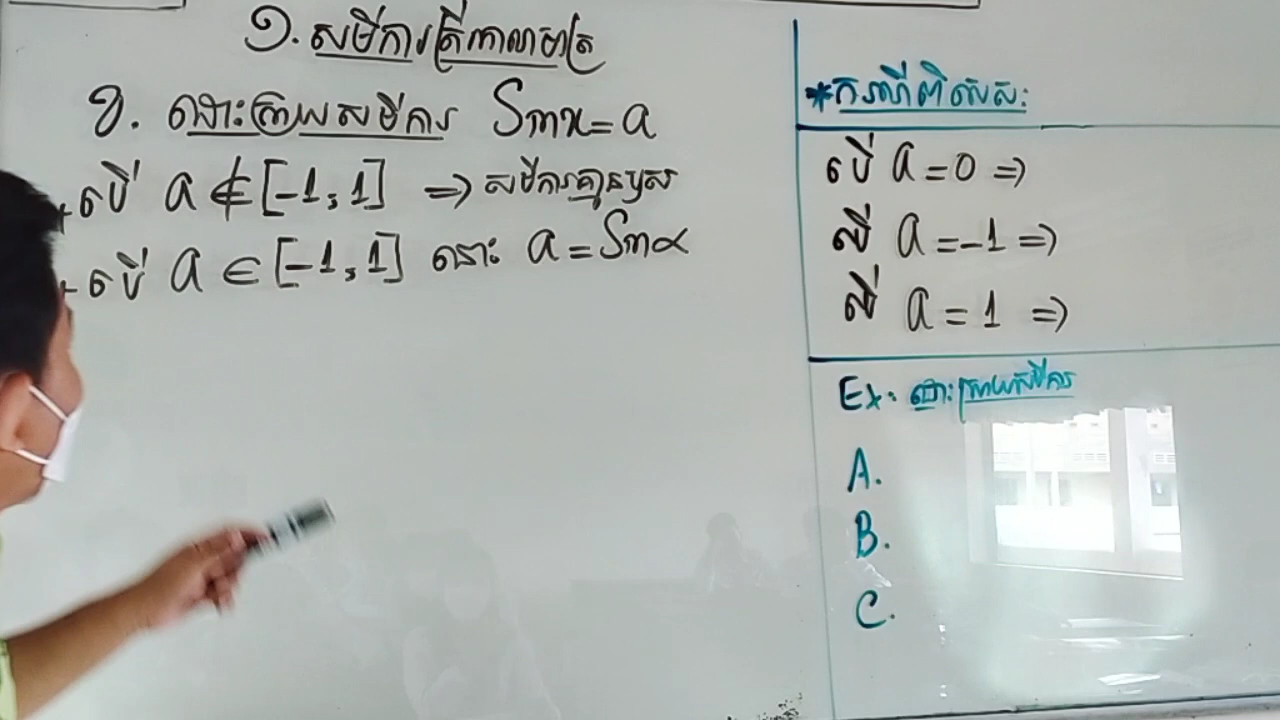 ១. សមីការត្រីកោណមាត្រ
ខ. ដោះស្រាយសមីការ Sinx=a
+ បើ a ∉ [-1,1] => សមីការគ្មានឫស
+ បើ a ∈ [-1,1] នោះ a = Sinα
*ករណីពិសេសៈ
បើ a = 0 =>
បើ a = -1 =>
បើ a = 1 =>
Ex. ដោះស្រាយសមីការ
A.
B.
C.